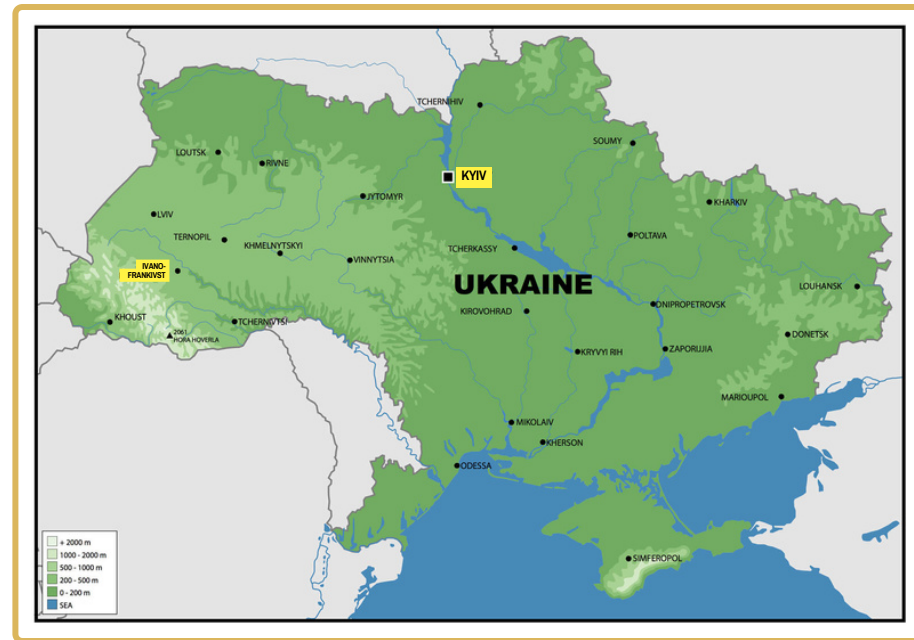 TCHERNIHIV
SOUMY
LOUTSK
RIVNE
KYIV
JYTOMYR
KHARKIV
LVIV
TERNOPIL
KHMELNYTSKYI
TCHERKASSY
POLTAVA
VINNYTSIA
IVANO-
FRANKIVST
UKRAINE
LOUHANSK
KHOUST
TCHERNIVTSI
2061
HORA HOVERLA
KIROVOHRAD
DNIPROPETROVSK
DONETSK
KRYVYI RIH
ZAPORIJJIA
MARIOUPOL
MIKOLAIV
KHERSON
ODESSA
SIMFEROPOL
+ 2000 m
1000 - 2000 m
500 - 1000 m
200 - 500 m
0 - 200 m
SEA